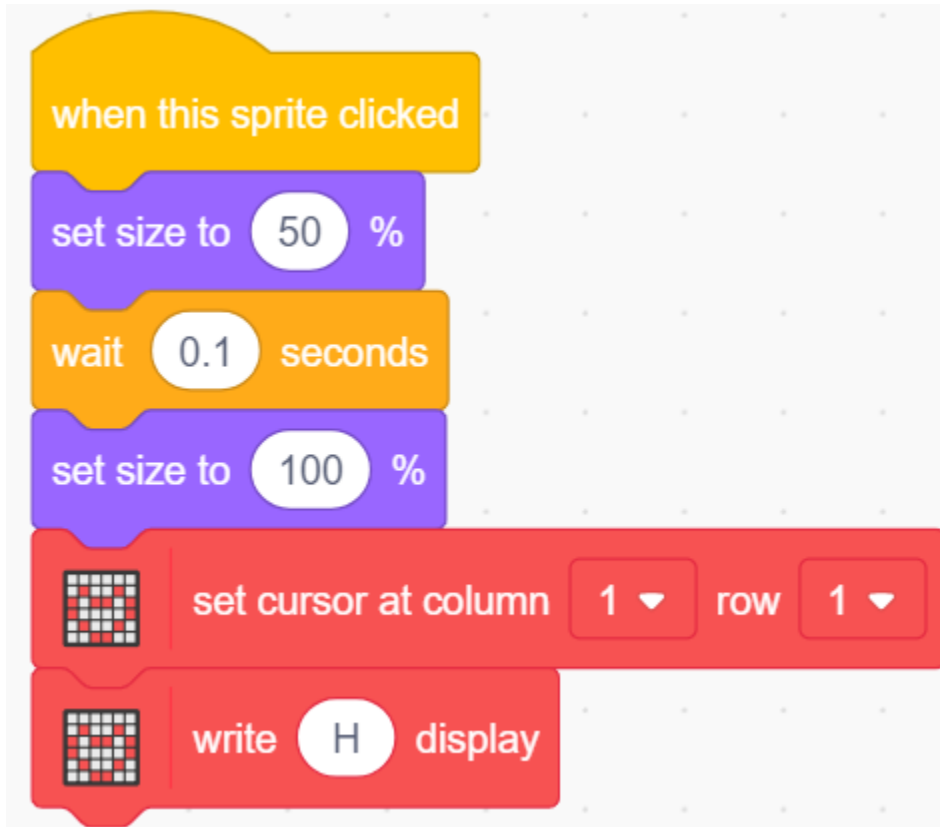 when this sprite clicked
set size to 50 %
wait 0.1 seconds
set size to 100 %
set cursor at column 1 row 1
write H display